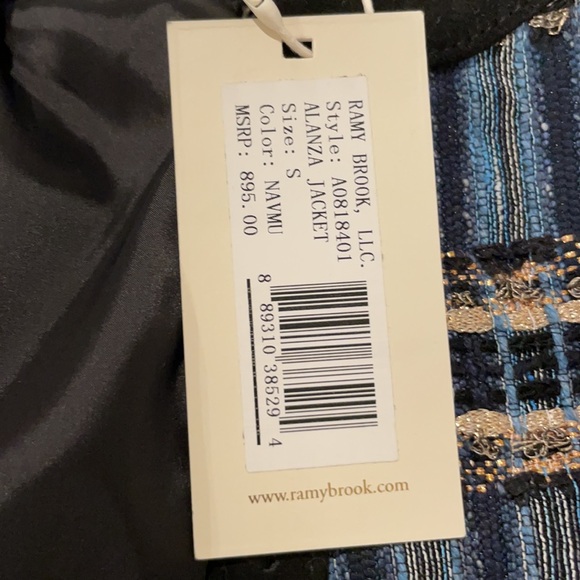 RAMY BROOK, LLC.
Style: A0818401
ALANZA JACKET
Size: S
Color: NAVMU
MSRP: 895.00
8 89310 38529 4
www.ramybrook.com